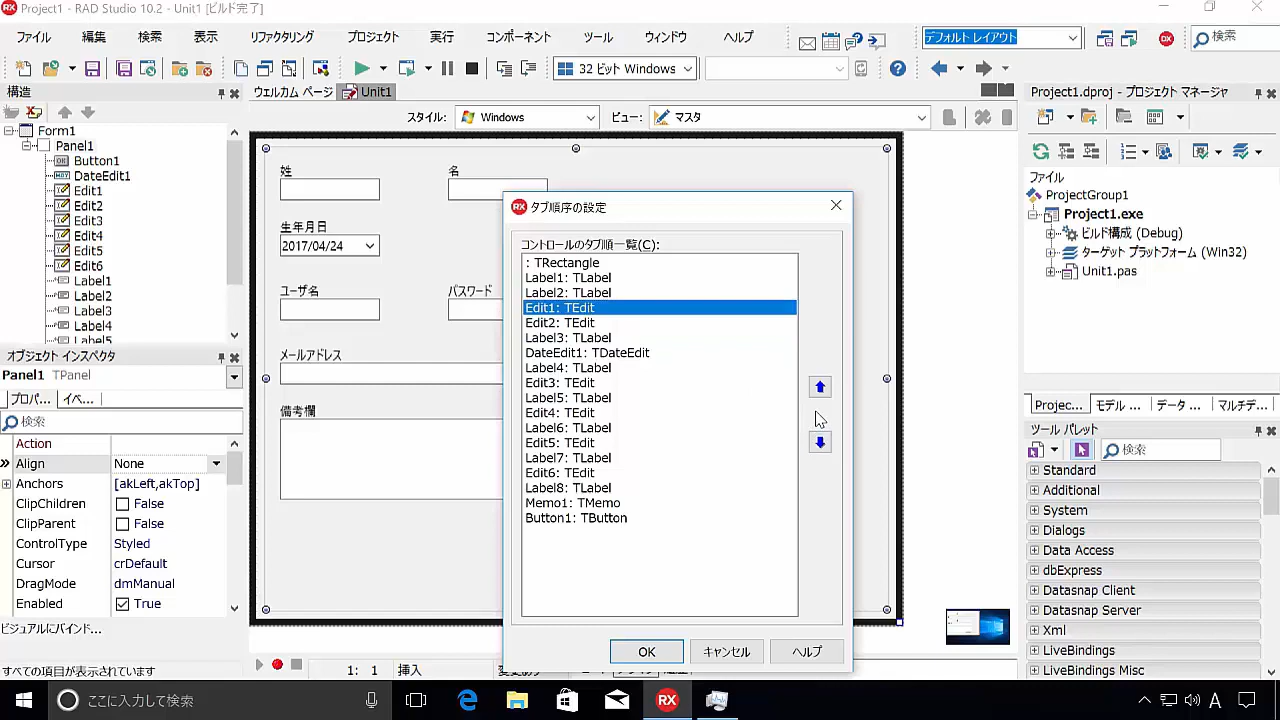 Project1 - RAD Studio 10.2 - Unit1 [ビルド完了]
ファイル 編集 検索 表示 リファクタリング プロジェクト 実行 コンポーネント ツール ウィンドウ ヘルプ
デフォルト レイアウト
検索
32 ビット Windows
構造
Form1
Panel1
Button1
DateEdit1
Edit1
Edit2
Edit3
Edit4
Edit5
Edit6
Label1
Label2
Label3
Label4
Label5
オブジェクト インスペクタ
Panel1 TPanel
プロパ... イベ...
検索
Action
Align None
Anchors [akLeft,akTop]
ClipChildren False
ClipParent False
ControlType Styled
Cursor crDefault
DragMode dmManual
Enabled True
ビジュアルにバインド...
すべての項目が表示されています
ウェルカム ページ Unit1
スタイル: Windows ビュー: マスタ
姓 名
生年月日
2017/04/24
ユーザ名 パスワード
メールアドレス
備考欄
1: 1 挿入
タブ順序の設定
コントロールのタブ順一覧(C):
: TRectangle
Label1: TLabel
Label2: TLabel
Edit1: TEdit
Edit2: TEdit
Label3: TLabel
DateEdit1: TDateEdit
Label4: TLabel
Edit3: TEdit
Label5: TLabel
Edit4: TEdit
Label6: TLabel
Edit5: TEdit
Label7: TLabel
Edit6: TEdit
Label8: TLabel
Memo1: TMemo
Button1: TButton
OK キャンセル ヘルプ
Project1.dproj - プロジェクト マネージャ
ファイル
ProjectGroup1
Project1.exe
ビルド構成 (Debug)
ターゲット プラットフォーム (Win32)
Unit1.pas
Projec... モデル ... データ ... マルチデ...
ツール パレット
検索
Standard
Additional
System
Dialogs
Data Access
dbExpress
Datasnap Client
Datasnap Server
Xml
LiveBindings
LiveBindings Misc
ここに入力して検索
RX
A